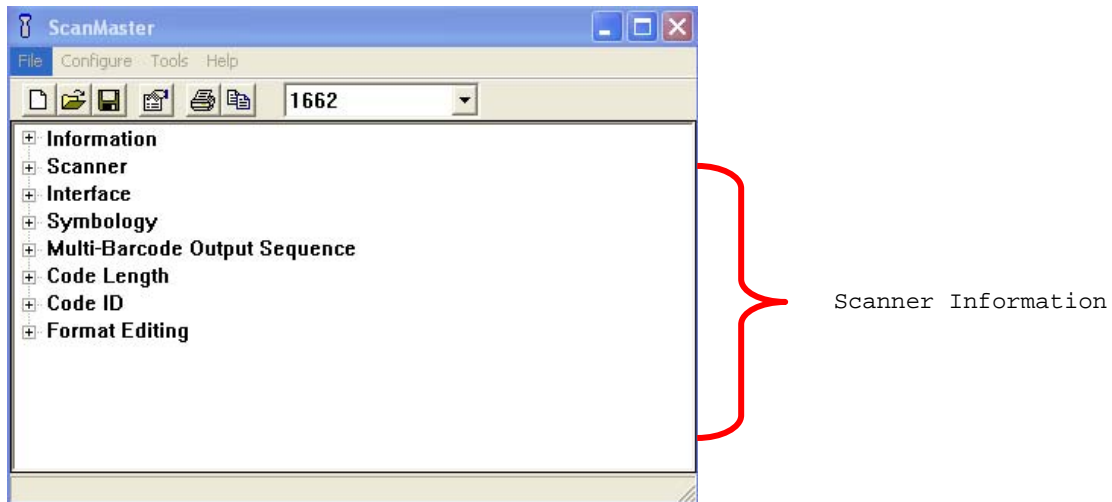 ScanMaster
File Configure Tools Help
1662
Information
Scanner
Interface
Symbology
Multi-Barcode Output Sequence
Code Length
Code ID
Format Editing
Scanner Information